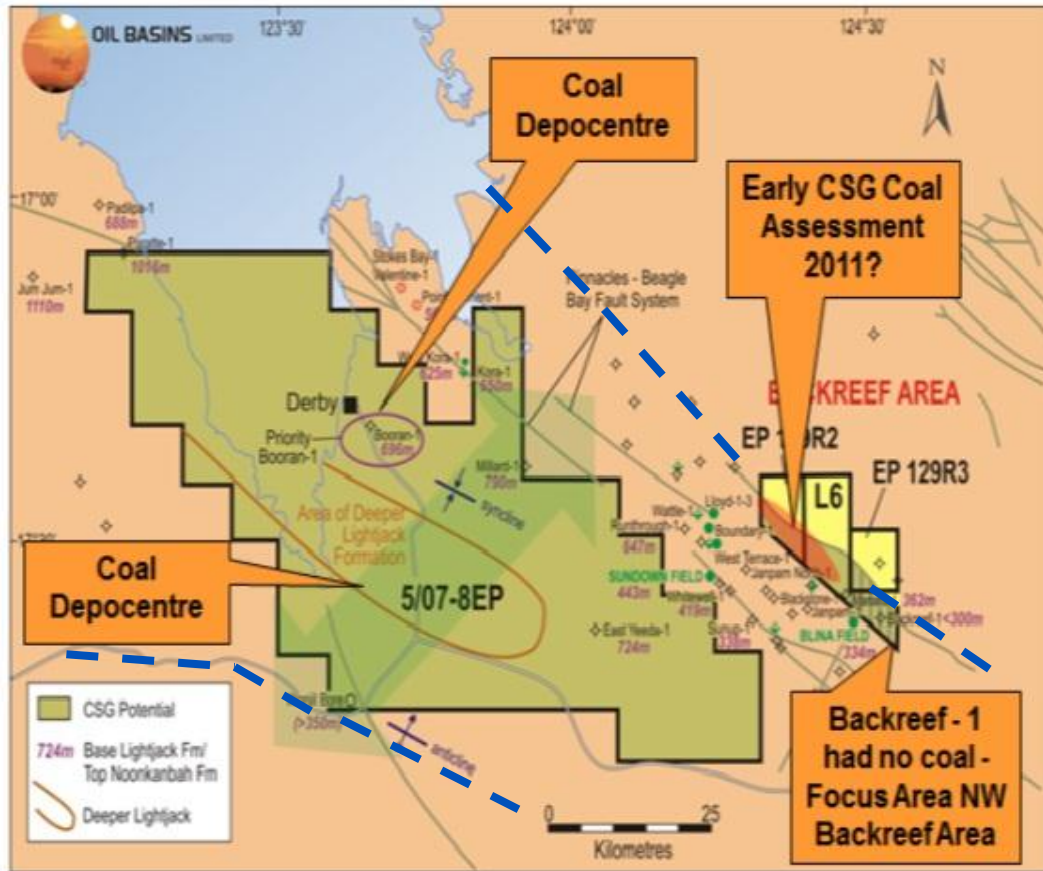 OIL BASINS LIMITED
123°30'
124°00'
124°30'
N
Coal
Depocentre
Early CSG Coal
Assessment
2011?
17°00'
Padilpa-1
688m
1016m
Jum Jum-1
1110m
Stokes Bay-1
Valentine-1
Pinnacles - Beagle
Bay Fault System
Kora-1
625m
650m
Derby
Priority
Booran-1
Booran-1
696m
Millard-1
790m
syncline
BACKREEF AREA
EP 129R2
L6
EP 129R3
Area of Deeper
Lightjack
Formation
17°30'
Coal
Depocentre
5/07-8EP
Wattle-1
Lloyd-1-3
Runthrough-1
Boundary-1
647m
West Terrace-1
SUNDOWN FIELD
443m
Whitewell-1
419m
362m
<300m
East Yeeda-1
724m
338m
BLINA FIELD
334m
(>350m)
anticline
CSG Potential
724m Base Lightjack Fm/
Top Noonkanbah Fm
Deeper Lightjack
0 25
Kilometres
Backreef - 1
had no coal -
Focus Area NW
Backreef Area